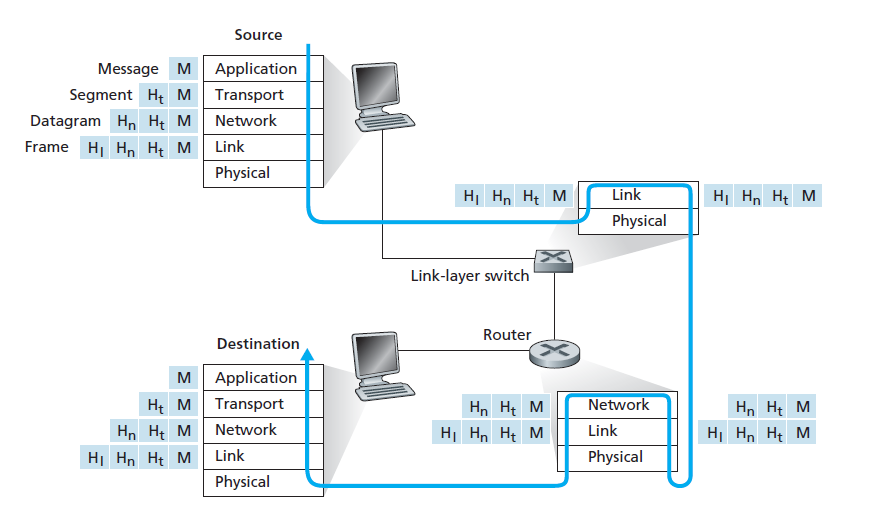 Source
Message M Application
Segment Ht M Transport
Datagram Hn Ht M Network
Frame Hl Hn Ht M Link
Physical
Hl Hn Ht M Link Hl Hn Ht M
Physical
Link-layer switch
Router
Destination
M Application
Ht M Transport
Hn Ht M Network
Hl Hn Ht M Link
Physical
Hn Ht M Network Hn Ht M
Hl Hn Ht M Link Hl Hn Ht M
Physical